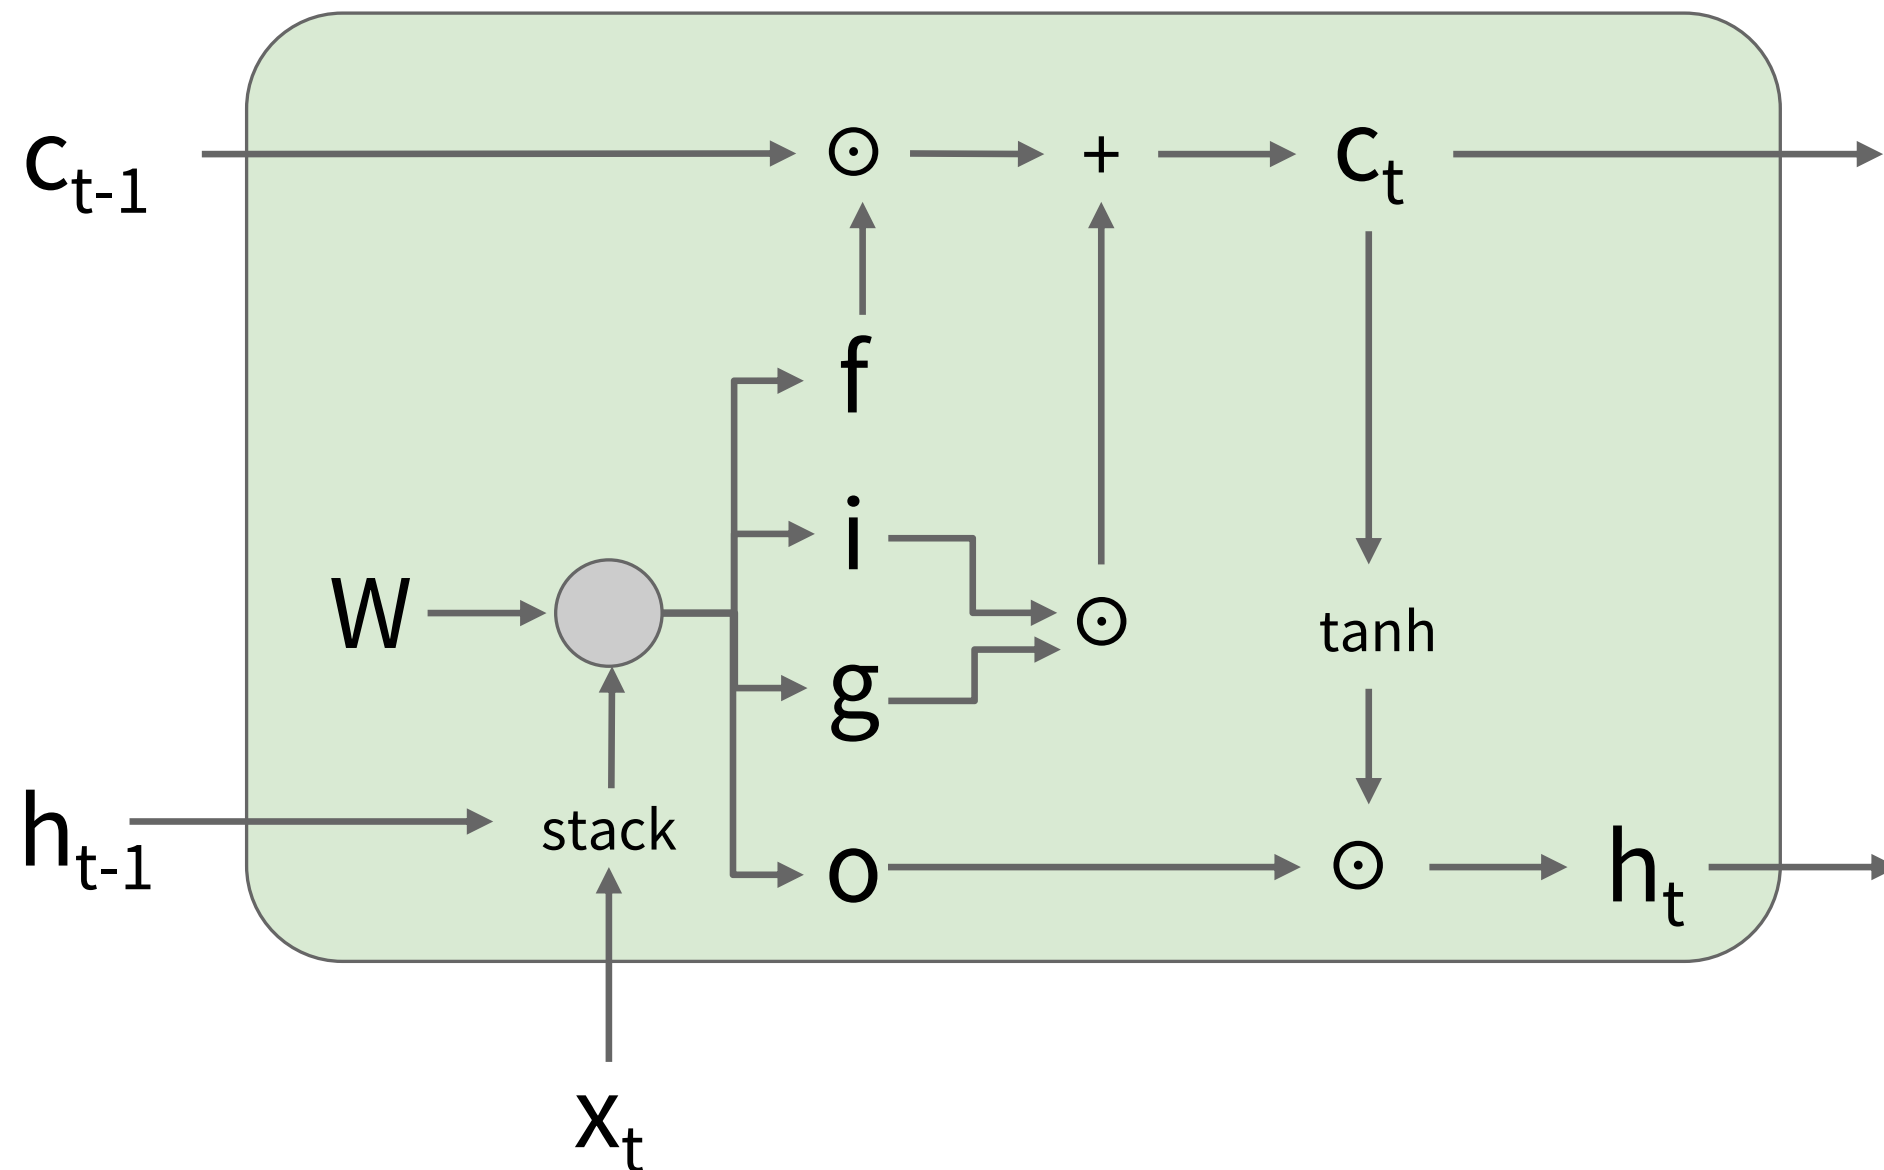 c_{t-1} ⊙ + c_t
f
i
W ⊙ tanh
g
h_{t-1} stack
o ⊙ h_t
x_t